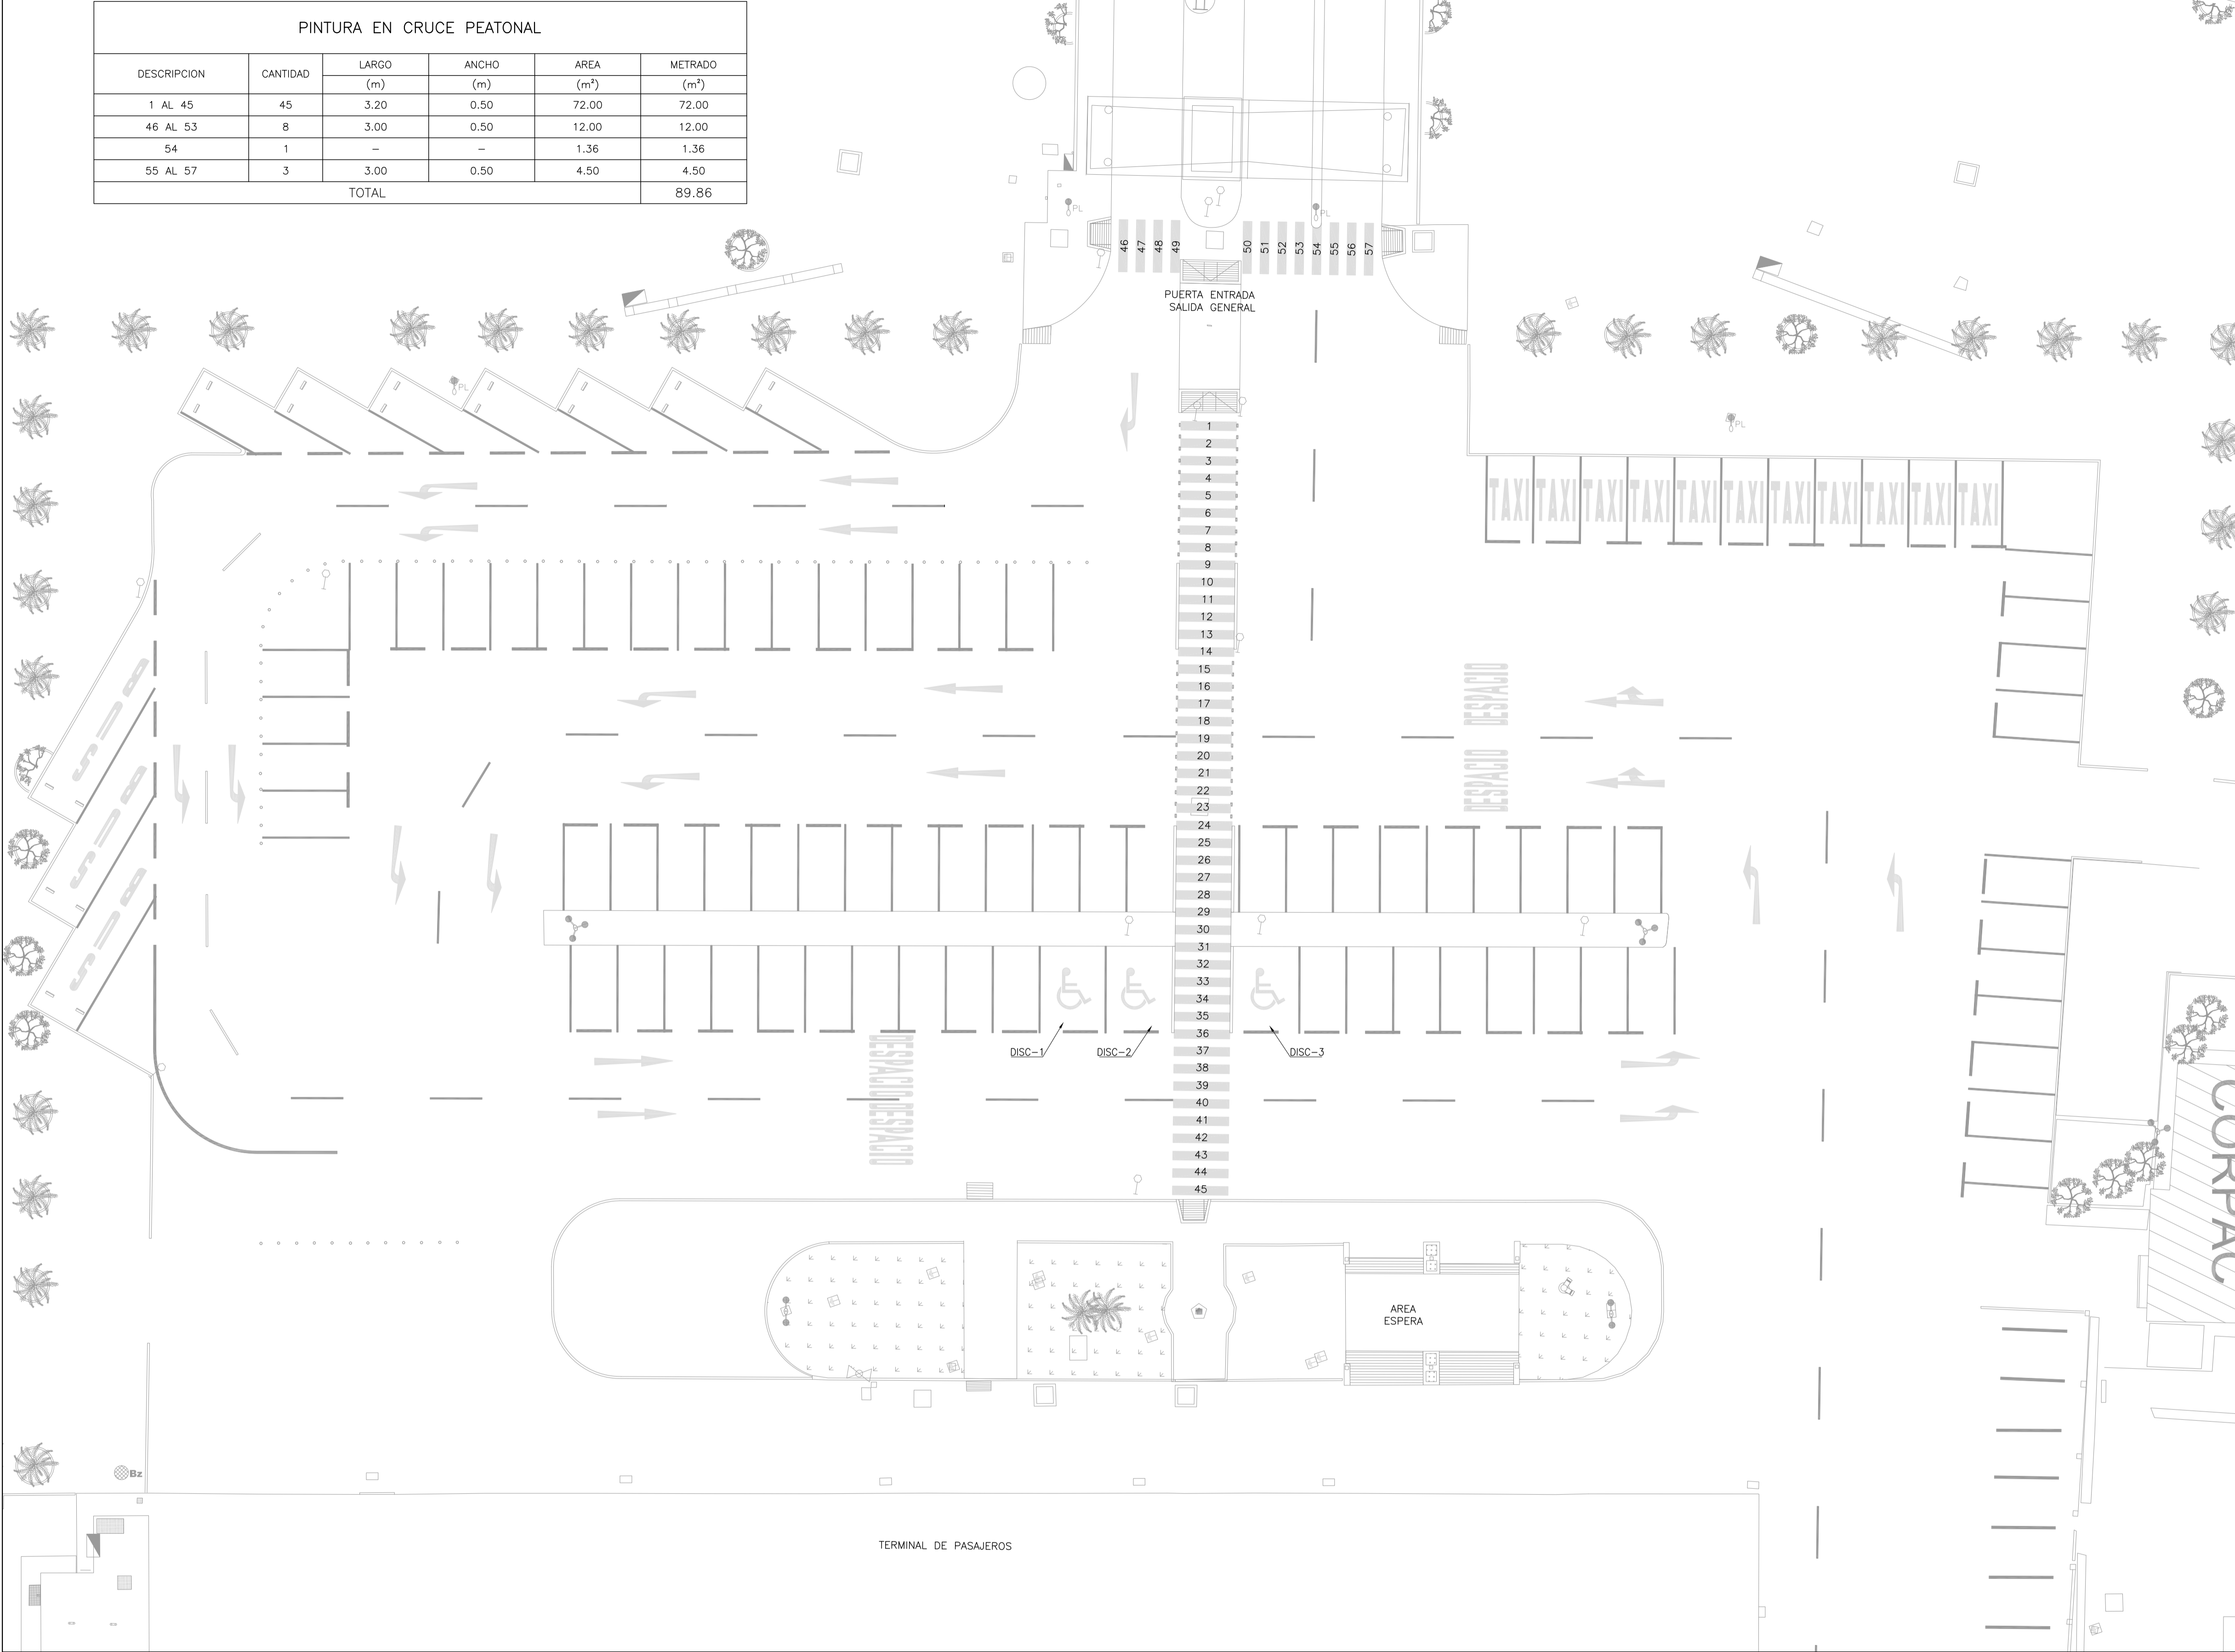 PINTURA EN CRUCE PEATONAL
DESCRIPCION CANTIDAD LARGO ANCHO AREA METRADO
(m) (m) (m²) (m²)
1 AL 45 45 3.20 0.50 72.00 72.00
46 AL 53 8 3.00 0.50 12.00 12.00
54 1 – – 1.36 1.36
55 AL 57 3 3.00 0.50 4.50 4.50
TOTAL 89.86
PL
PL
46 47 48 49 50 51 52 53 54 55 56 57
PUERTA ENTRADA
SALIDA GENERAL
PL
PL
1
2
3
4
5
6
7
8
9
10
11
12
13
14
15
16
17
18
19
20
21
22
23
24
25
26
27
28
29
30
31
32
33
34
35
36
37
38
39
40
41
42
43
44
45
TAXI TAXI TAXI TAXI TAXI TAXI TAXI TAXI TAXI TAXI TAXI
BUS
BUS
BUS
DESPACIO
DESPACIO
DISC-1 DISC-2 DISC-3
DESPACIO
DESPACIO
CORPAC
AREA
ESPERA
Bz
TERMINAL DE PASAJEROS